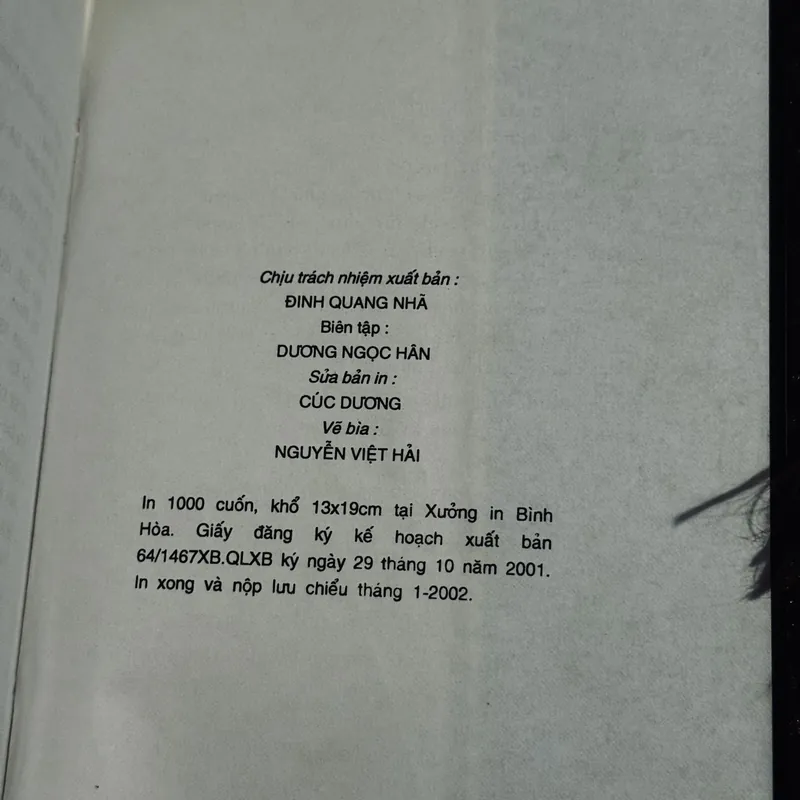 Chịu trách nhiệm xuất bản :
ĐINH QUANG NHÃ
Biên tập :
DƯƠNG NGỌC HÂN
Sửa bản in :
CÚC DƯƠNG
Vẽ bìa :
NGUYỄN VIỆT HẢI
In 1000 cuốn, khổ 13x19cm tại Xưởng in Bình
Hòa. Giấy đăng ký kế hoạch xuất bản
64/1467XB.QLXB ký ngày 29 tháng 10 năm 2001.
In xong và nộp lưu chiểu tháng 1-2002.